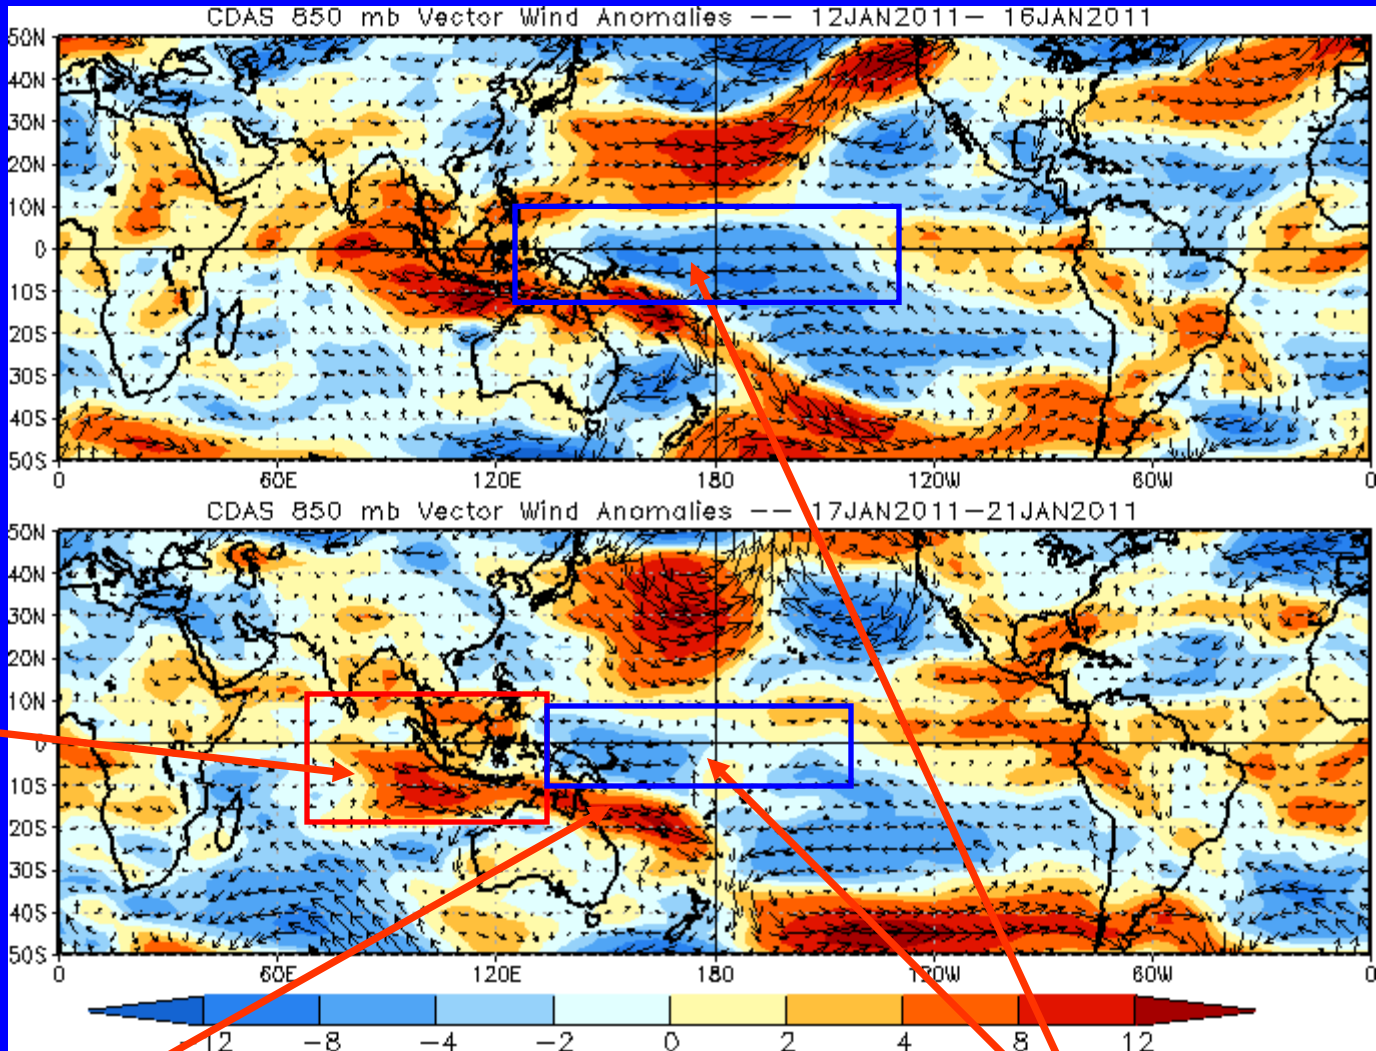 CDAS 850 mb Vector Wind Anomalies -- 12JAN2011- 16JAN2011
50N
40N
30N
20N
10N
0
10S
20S
30S
40S
50S
0 60E 120E 180 120W 60W 0
CDAS 850 mb Vector Wind Anomalies -- 17JAN2011-21JAN2011
50N
40N
30N
20N
10N
0
10S
20S
30S
40S
50S
0 60E 120E 180 120W 60W 0
-12 -8 -4 -2 0 2 4 8 12